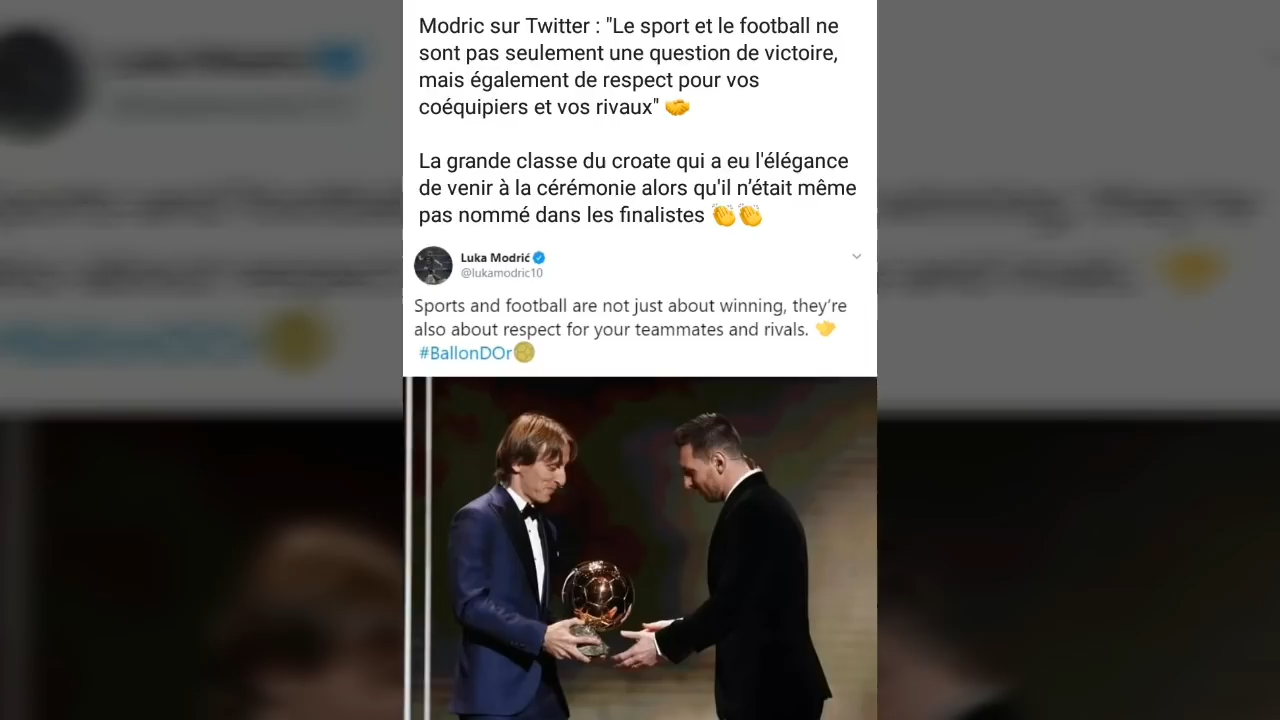 Modric sur Twitter : "Le sport et le football ne
sont pas seulement une question de victoire,
mais également de respect pour vos
coéquipiers et vos rivaux" 🤝
La grande classe du croate qui a eu l'élégance
de venir à la cérémonie alors qu'il n’était même
pas nommé dans les finalistes 👏👏
Luka Modrić
@lukamodric10
Sports and football are not just about winning, they’re
also about respect for your teammates and rivals. 🤝
#BallonDOr